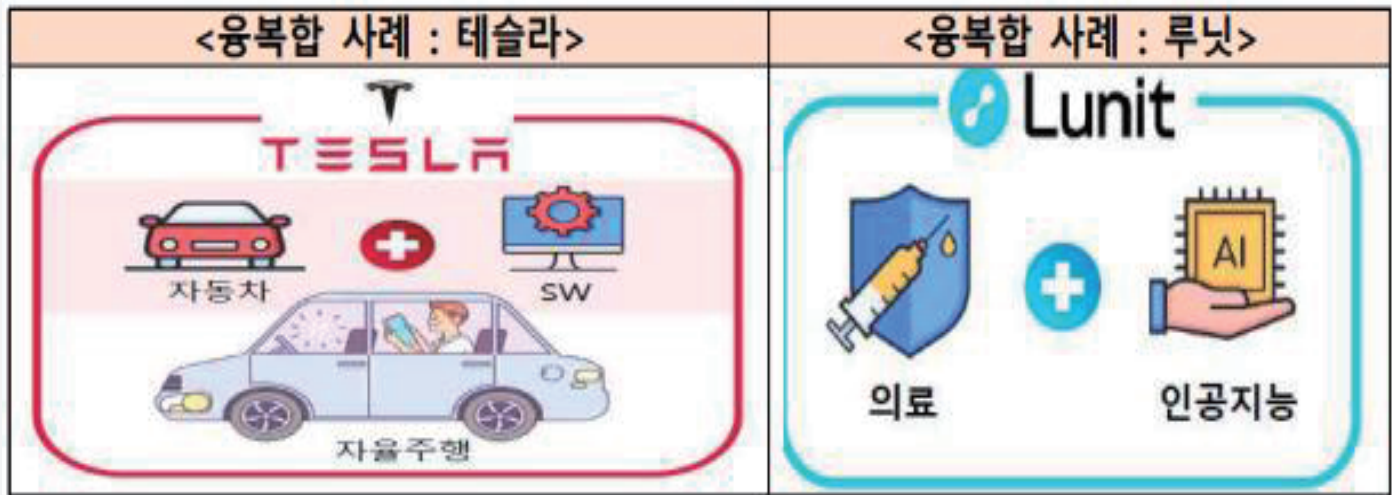 <융복합 사례 : 테슬라>
TESLA
자동차
SW
자율주행
<융복합 사례 : 루닛>
Lunit
AI
의료
인공지능